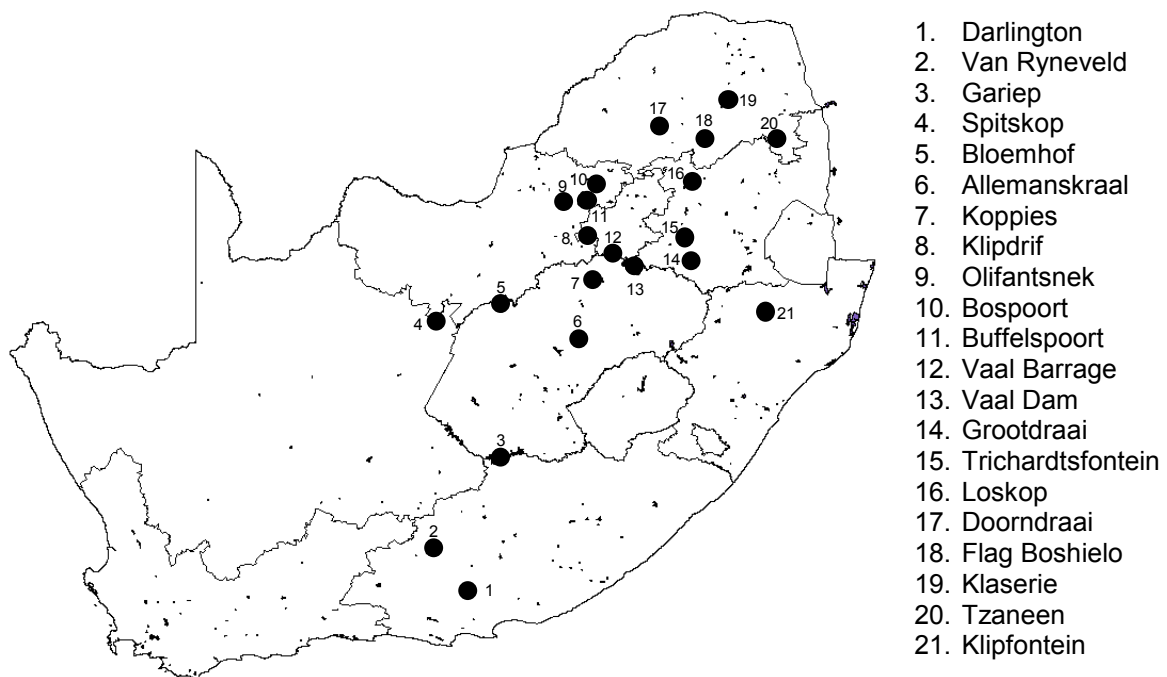 19
17
18
20
16
10
9
11
8
15
12
14
7
13
5
21
4
6
3
2
1
1. Darlington
2. Van Ryneveld
3. Gariep
4. Spitskop
5. Bloemhof
6. Allemanskraal
7. Koppies
8. Klipdrif
9. Olifantsnek
10. Bospoort
11. Buffelspoort
12. Vaal Barrage
13. Vaal Dam
14. Grootdraai
15. Trichardtsfontein
16. Loskop
17. Doorndraai
18. Flag Boshielo
19. Klaserie
20. Tzaneen
21. Klipfontein